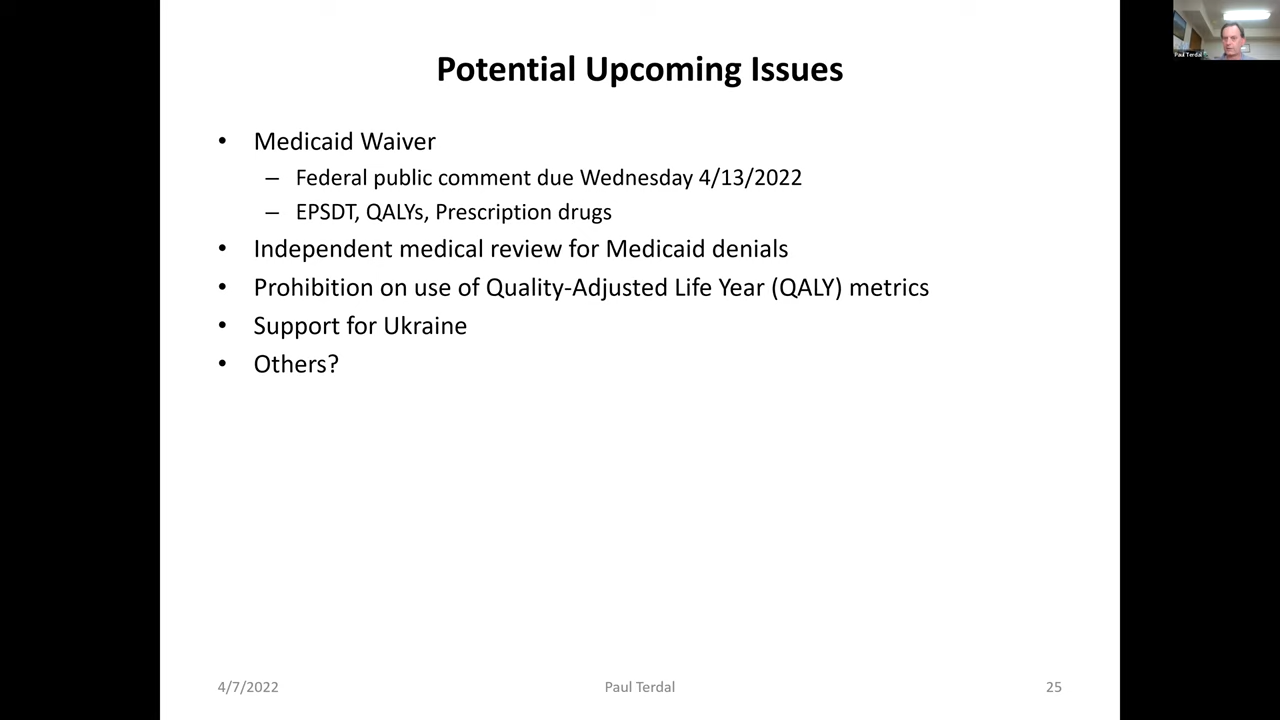 Potential Upcoming Issues
• Medicaid Waiver
– Federal public comment due Wednesday 4/13/2022
– EPSDT, QALYs, Prescription drugs
• Independent medical review for Medicaid denials
• Prohibition on use of Quality-Adjusted Life Year (QALY) metrics
• Support for Ukraine
• Others?
4/7/2022 Paul Terdal 25
Paul Terdal